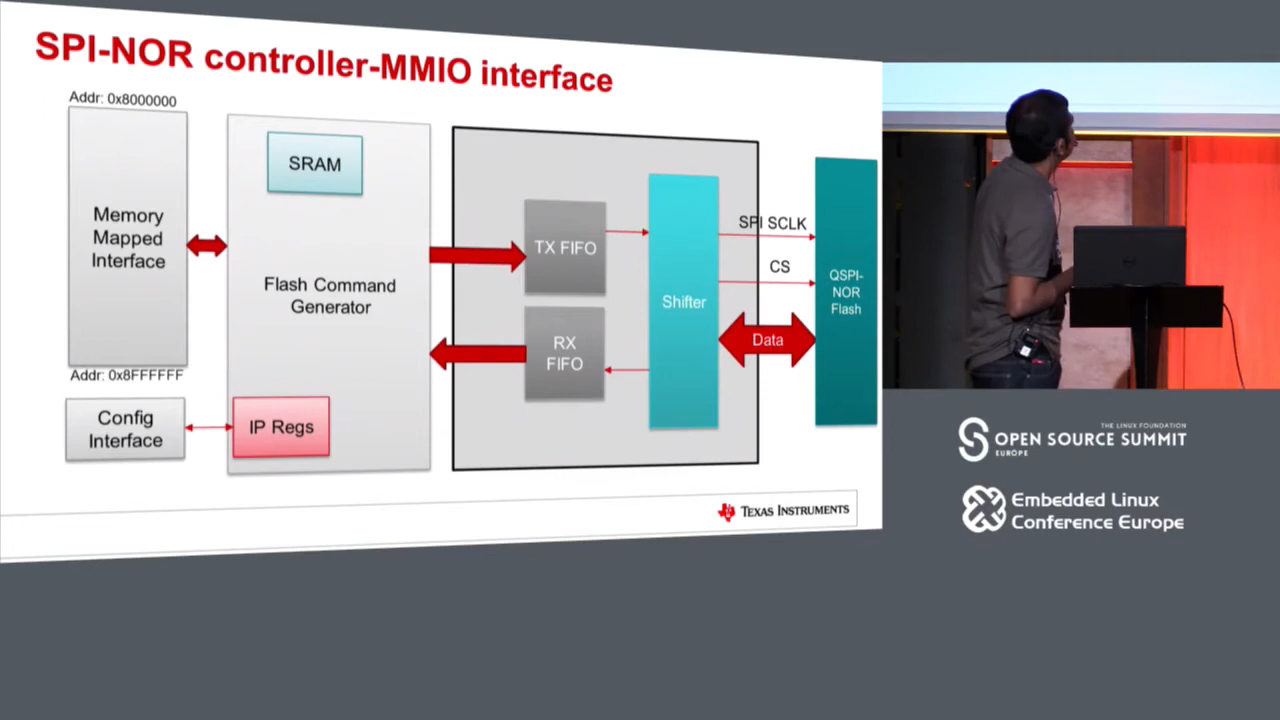 SPI-NOR controller-MMIO interface
Addr: 0x8000000
Memory
Mapped
Interface
Addr: 0x8FFFFFF
Config
Interface
SRAM
Flash Command
Generator
IP Regs
TX FIFO
RX
FIFO
Shifter
SPI SCLK
CS
Data
QSPI-
NOR
Flash
TEXAS INSTRUMENTS
THE LINUX FOUNDATION
OPEN SOURCE SUMMIT
EUROPE
Embedded Linux
Conference Europe